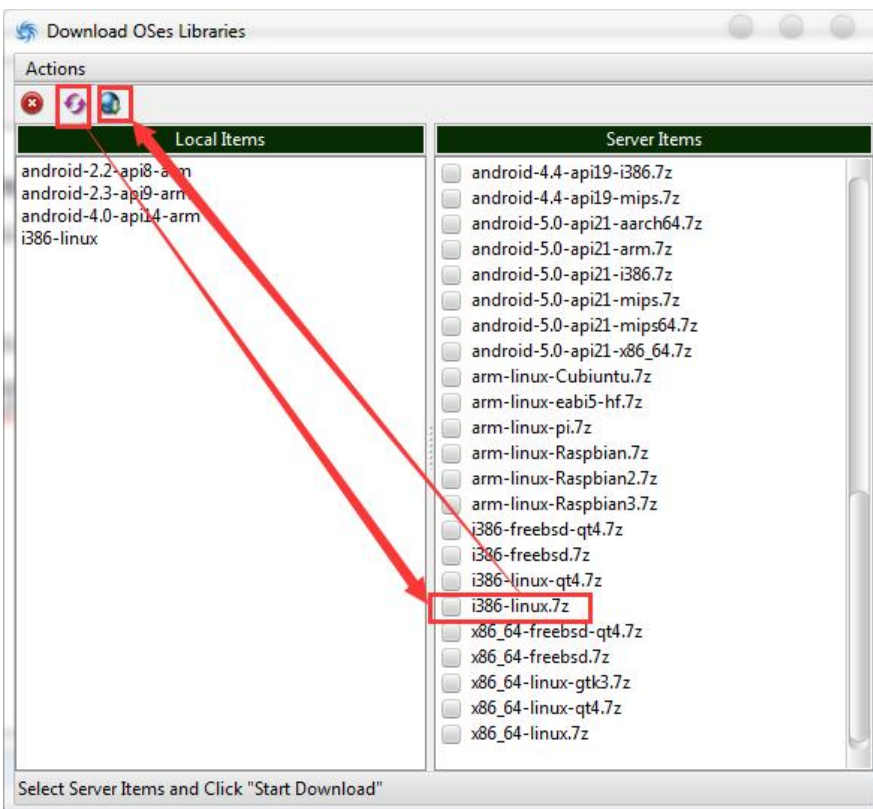 Download OSes Libraries
Actions
Local Items
android-2.2-api8-arm
android-2.3-api9-arm
android-4.0-api14-arm
i386-linux
Server Items
android-4.4-api19-i386.7z
android-4.4-api19-mips.7z
android-5.0-api21-aarch64.7z
android-5.0-api21-arm.7z
android-5.0-api21-i386.7z
android-5.0-api21-mips.7z
android-5.0-api21-mips64.7z
android-5.0-api21-x86_64.7z
arm-linux-Cubiuntu.7z
arm-linux-eabi5-hf.7z
arm-linux-pi.7z
arm-linux-Raspbian.7z
arm-linux-Raspbian2.7z
arm-linux-Raspbian3.7z
i386-freebsd-qt4.7z
i386-freebsd.7z
i386-linux-qt4.7z
i386-linux.7z
x86_64-freebsd-qt4.7z
x86_64-freebsd.7z
x86_64-linux-gtk3.7z
x86_64-linux-qt4.7z
x86_64-linux.7z
Select Server Items and Click "Start Download"